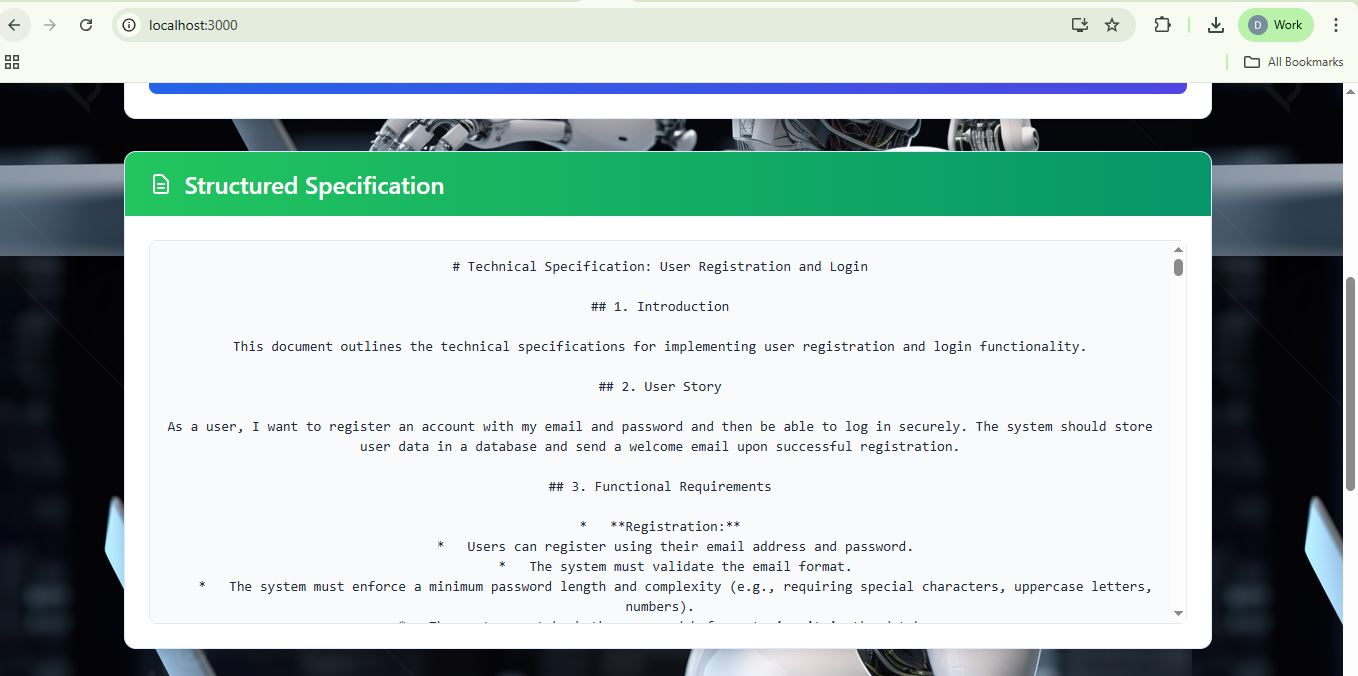 localhost:3000
D Work
All Bookmarks
Structured Specification
# Technical Specification: User Registration and Login
## 1. Introduction
This document outlines the technical specifications for implementing user registration and login functionality.
## 2. User Story
As a user, I want to register an account with my email and password and then be able to log in securely. The system should store
user data in a database and send a welcome email upon successful registration.
## 3. Functional Requirements
*   **Registration:**
*   Users can register using their email address and password.
*   The system must validate the email format.
*   The system must enforce a minimum password length and complexity (e.g., requiring special characters, uppercase letters,
numbers).